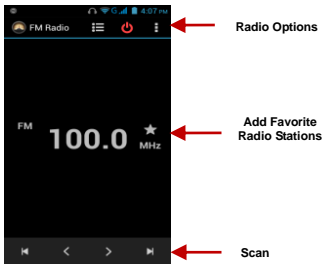 G 4:07 PM
FM Radio
Radio Options
FM
100.0
MHz
Add Favorite
Radio Stations
Scan